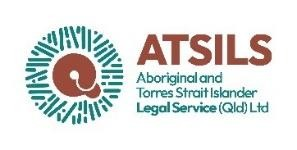 ATSILS
Aboriginal and
Torres Strait Islander
Legal Service (Qld) Ltd